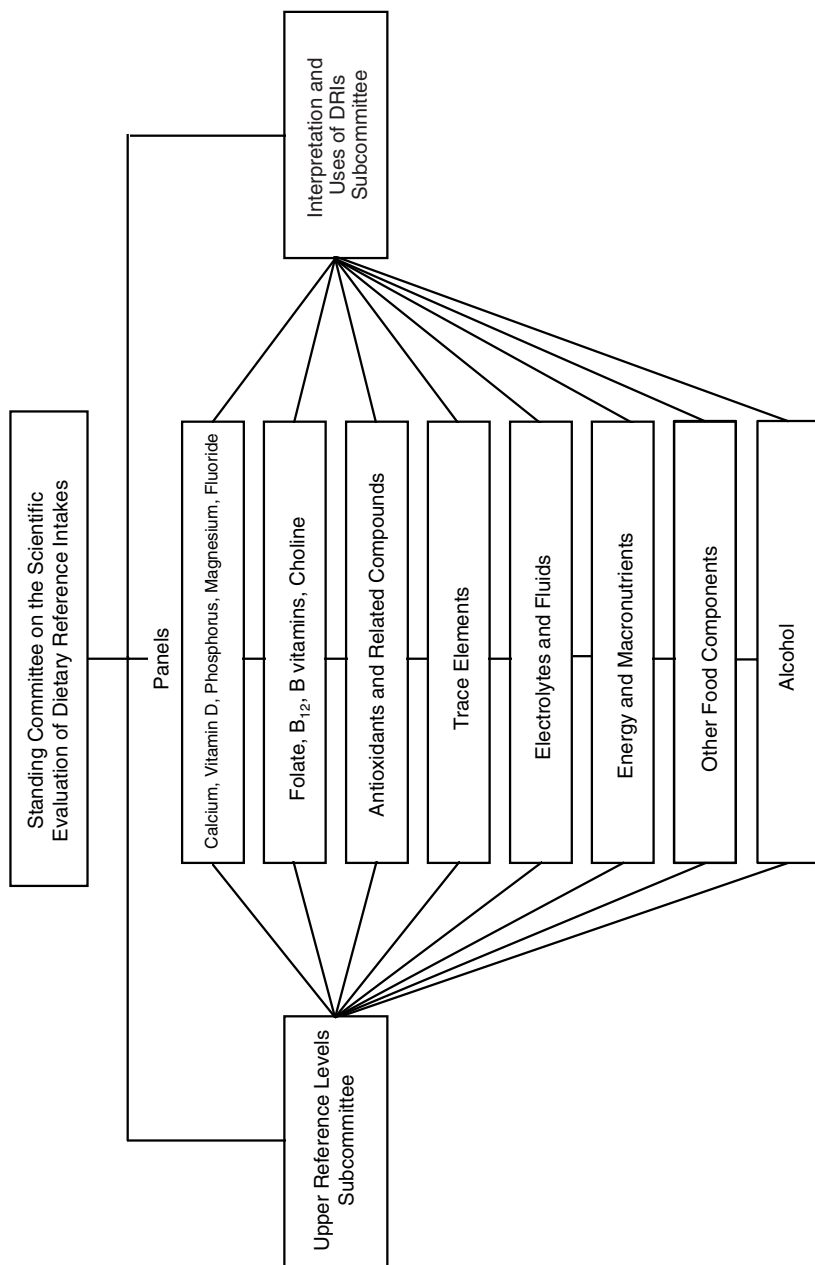 Standing Committee on the Scientific
Evaluation of Dietary Reference Intakes
Panels
Calcium, Vitamin D, Phosphorus, Magnesium, Fluoride
Folate, B₁₂, B vitamins, Choline
Antioxidants and Related Compounds
Trace Elements
Electrolytes and Fluids
Energy and Macronutrients
Other Food Components
Alcohol
Upper Reference Levels
Subcommittee
Interpretation and
Uses of DRIs
Subcommittee